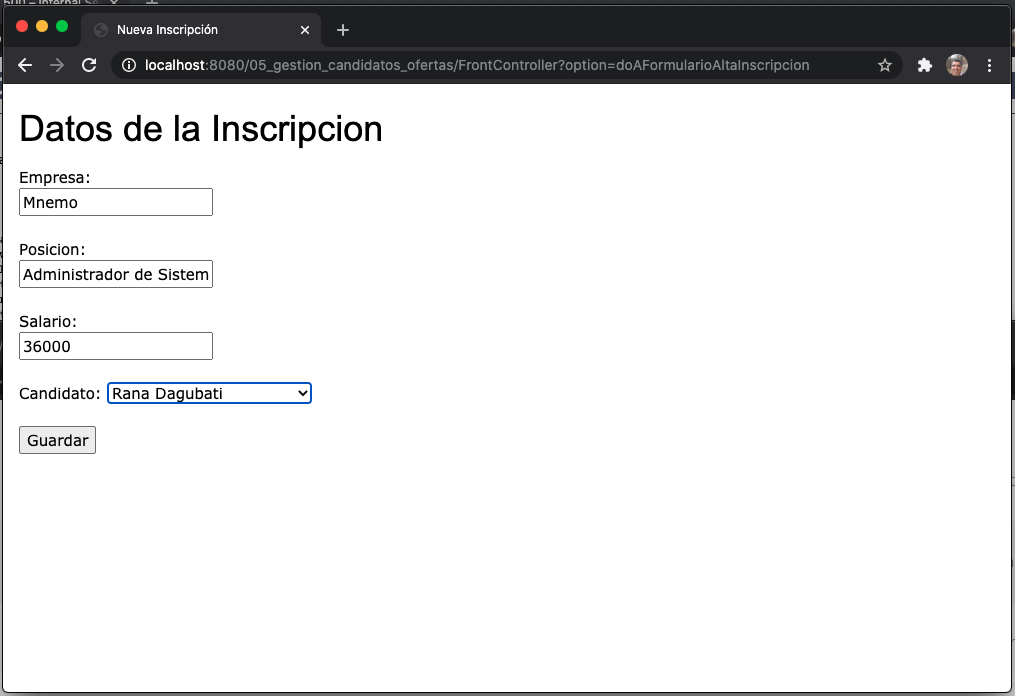 Nueva Inscripción
localhost:8080/05_gestion_candidatos_ofertas/FrontController?option=doAFormularioAltaInscripcion
Datos de la Inscripcion
Empresa:
Mnemo
Posicion:
Administrador de Sistem
Salario:
36000
Candidato: Rana Dagubati
Guardar